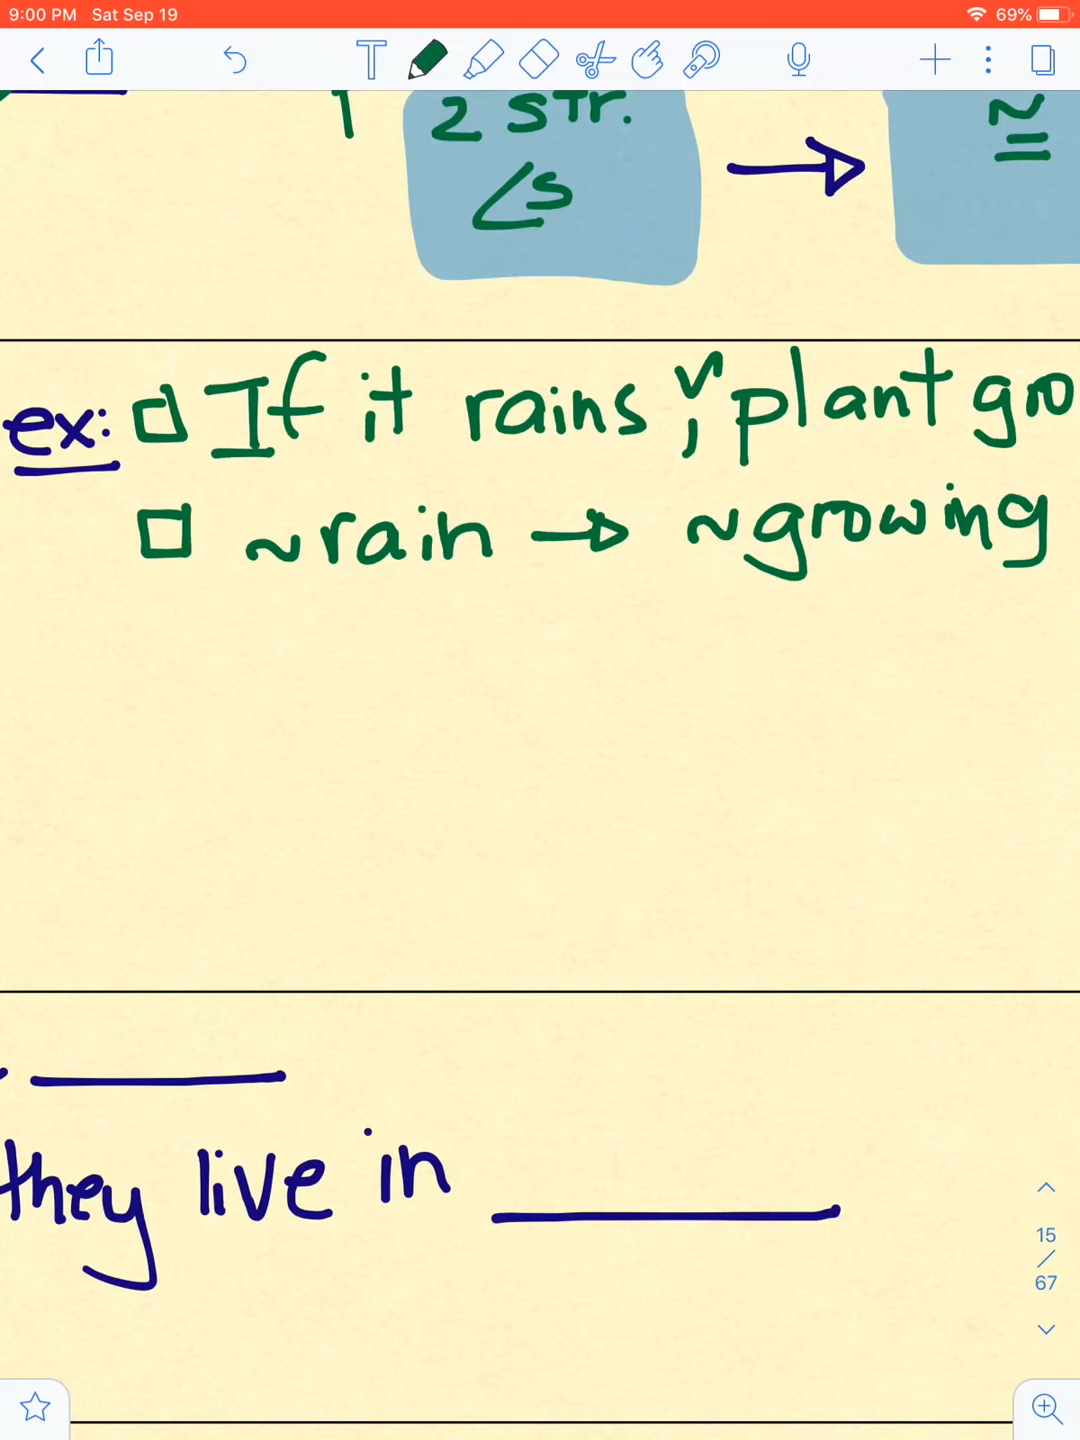 9:00 PM Sat Sep 19 69%
T
2 str. → ≅
∠s
ex: □ If it rains, plant gro
□ ~rain → ~growing
they live in
15
/
67